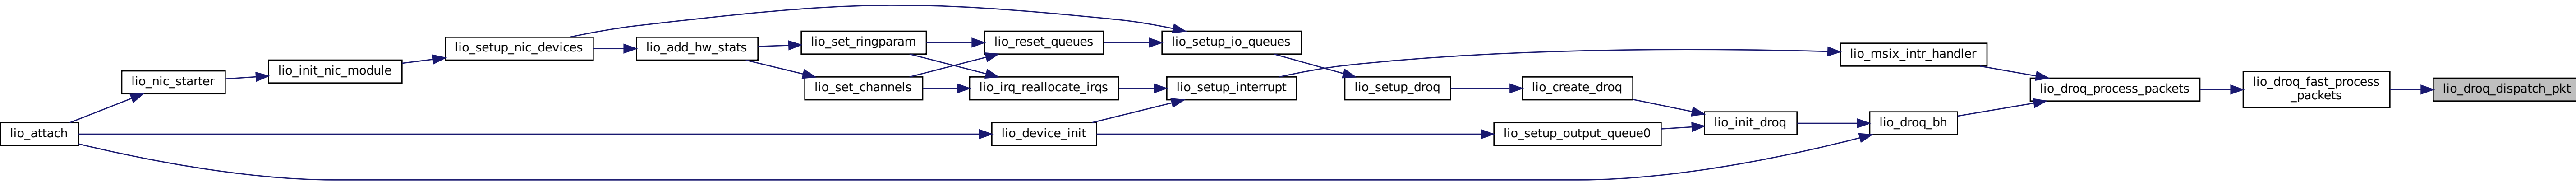 lio_attach
lio_nic_starter
lio_init_nic_module
lio_setup_nic_devices
lio_add_hw_stats
lio_set_ringparam
lio_set_channels
lio_reset_queues
lio_irq_reallocate_irqs
lio_device_init
lio_setup_io_queues
lio_setup_interrupt
lio_setup_droq
lio_create_droq
lio_setup_output_queue0
lio_init_droq
lio_msix_intr_handler
lio_droq_bh
lio_droq_process_packets
lio_droq_fast_process
_packets
lio_droq_dispatch_pkt